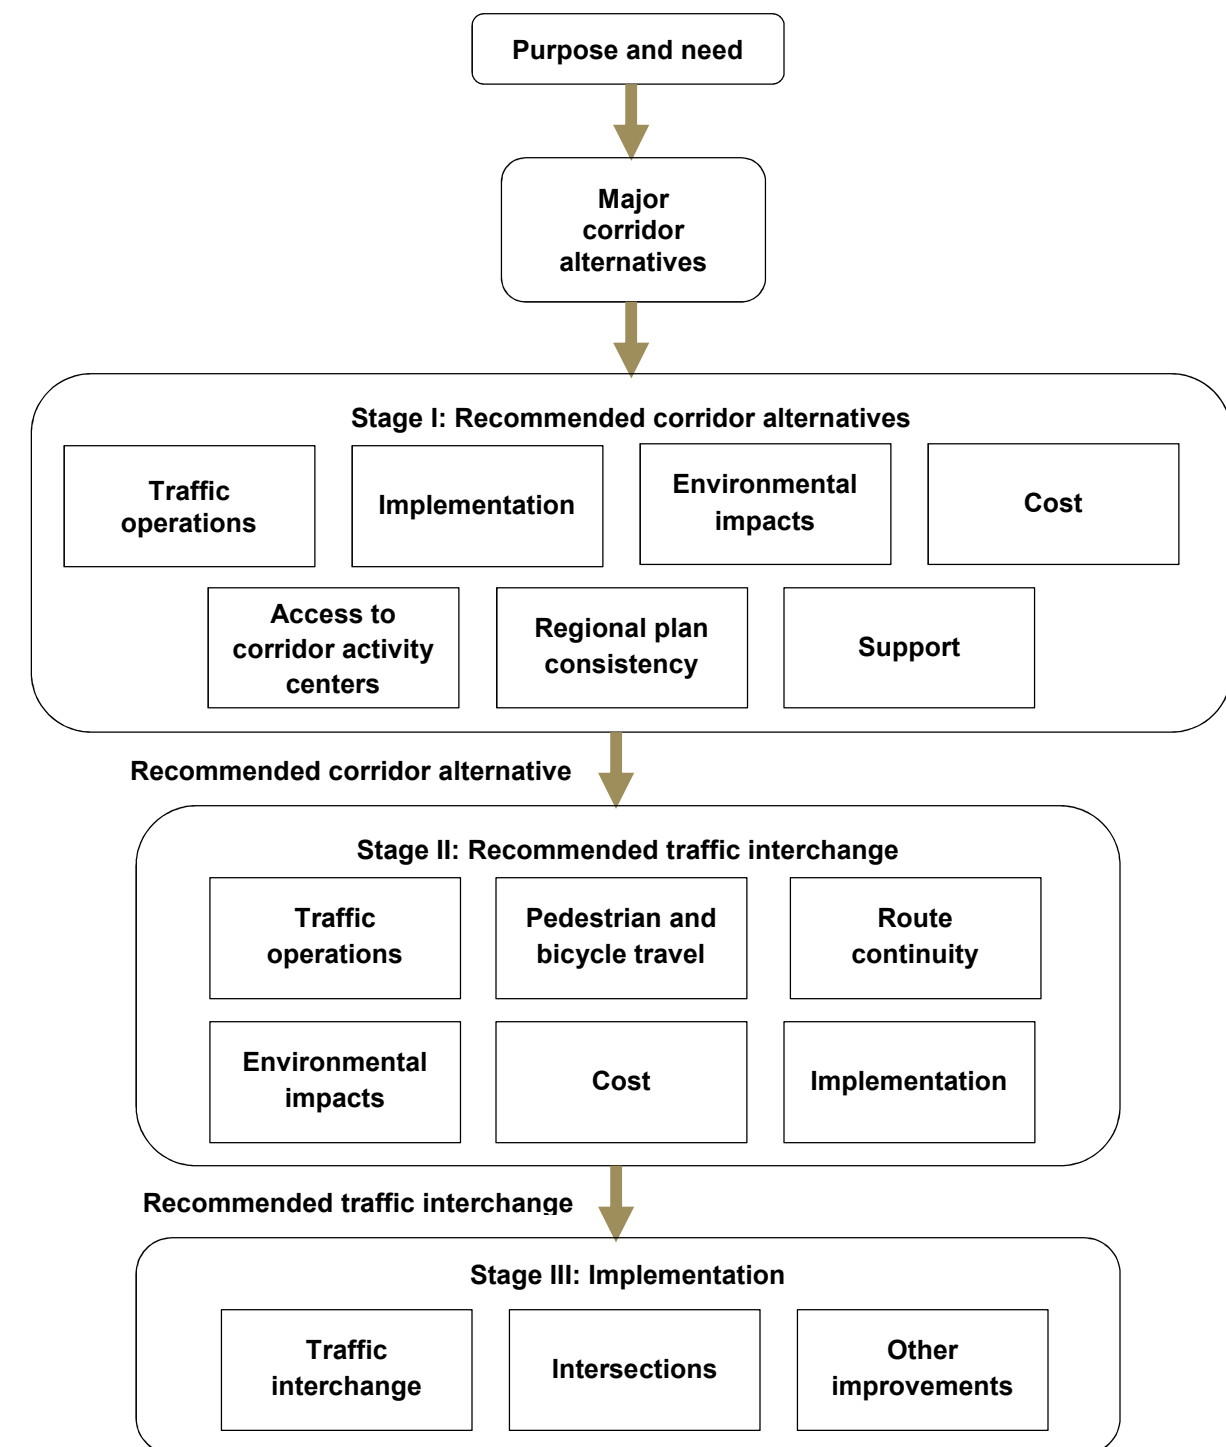 Purpose and need
Major
corridor
alternatives
Stage I: Recommended corridor alternatives
Traffic
operations
Implementation
Environmental
impacts
Cost
Access to
corridor activity
centers
Regional plan
consistency
Support
Recommended corridor alternative
Stage II: Recommended traffic interchange
Traffic
operations
Pedestrian and
bicycle travel
Route
continuity
Environmental
impacts
Cost
Implementation
Recommended traffic interchange
Stage III: Implementation
Traffic
interchange
Intersections
Other
improvements